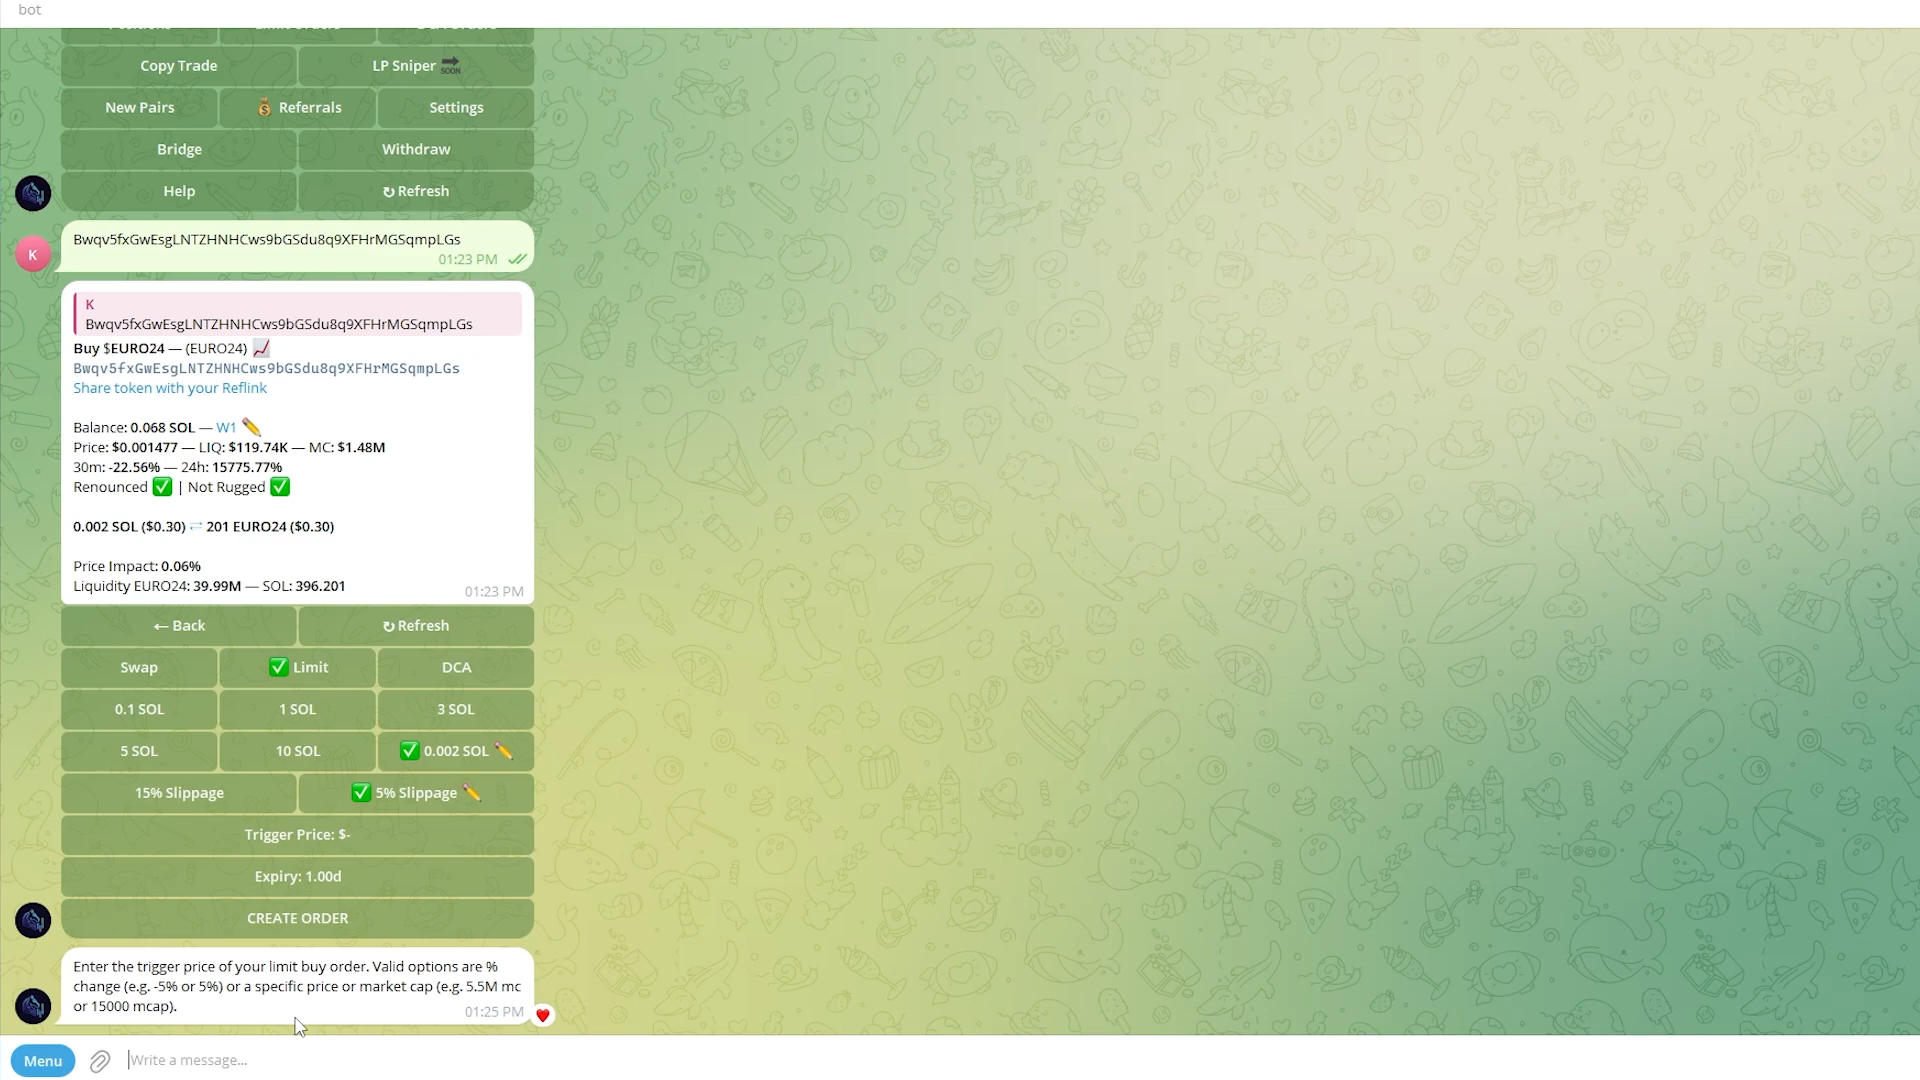 bot
Copy Trade
LP Sniper SOON
New Pairs
Referrals
Settings
Bridge
Withdraw
Help
↻ Refresh
K
Bwqv5fxGwEsgLNTZHNHCws9bGSdu8q9XFHrMGSqmpLGs
01:23 PM
K
Bwqv5fxGwEsgLNTZHNHCws9bGSdu8q9XFHrMGSqmpLGs
Buy $EURO24 — (EURO24) 📈
Bwqv5fxGwEsgLNTZHNHCws9bGSdu8q9XFHrMGSqmpLGs
Share token with your Reflink
Balance: 0.068 SOL — W1 ✏️
Price: $0.001477 — LIQ: $119.74K — MC: $1.48M
30m: -22.56% — 24h: 15775.77%
Renounced ✅ | Not Rugged ✅
0.002 SOL ($0.30) ⇄ 201 EURO24 ($0.30)
Price Impact: 0.06%
Liquidity EURO24: 39.99M — SOL: 396.201
01:23 PM
← Back
↻ Refresh
Swap
✅ Limit
DCA
0.1 SOL
1 SOL
3 SOL
5 SOL
10 SOL
✅ 0.002 SOL ✏️
15% Slippage
✅ 5% Slippage ✏️
Trigger Price: $-
Expiry: 1.00d
CREATE ORDER
Enter the trigger price of your limit buy order. Valid options are %
change (e.g. -5% or 5%) or a specific price or market cap (e.g. 5.5M mc
or 15000 mcap).
01:25 PM
Menu
Write a message...